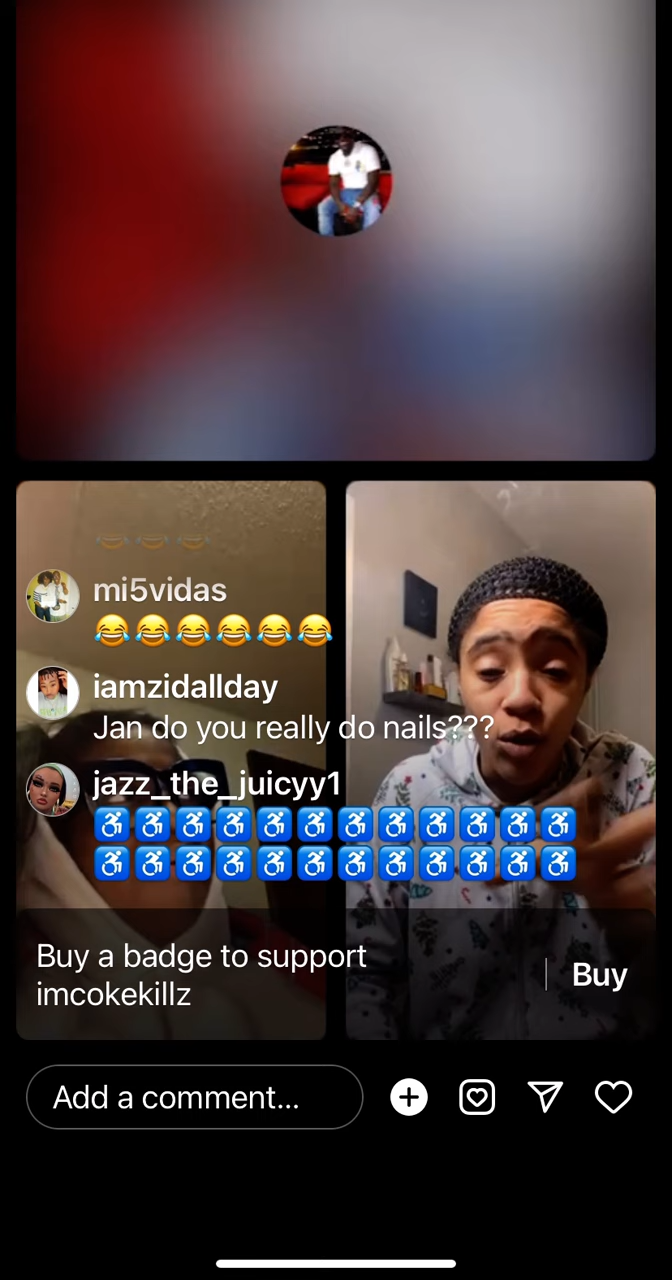 mi5vidas
😂😂😂😂😂😂
iamzidallday
Jan do you really do nails???
jazz_the_juicyy1
♿♿♿♿♿♿♿♿♿♿♿♿
♿♿♿♿♿♿♿♿♿♿♿♿
Buy a badge to support
imcokekillz
Buy
Add a comment...